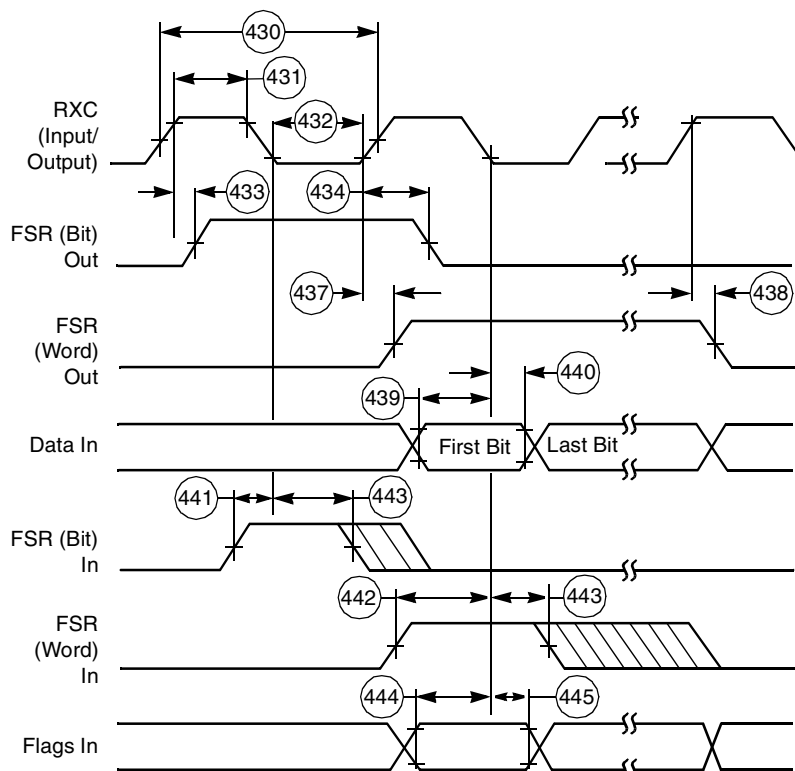 430
431
RXC
(Input/
Output)
432
433
434
FSR (Bit)
Out
437
438
FSR
(Word)
Out
440
439
Data In
First Bit
Last Bit
441
443
FSR (Bit)
In
442
443
FSR
(Word)
In
444
445
Flags In